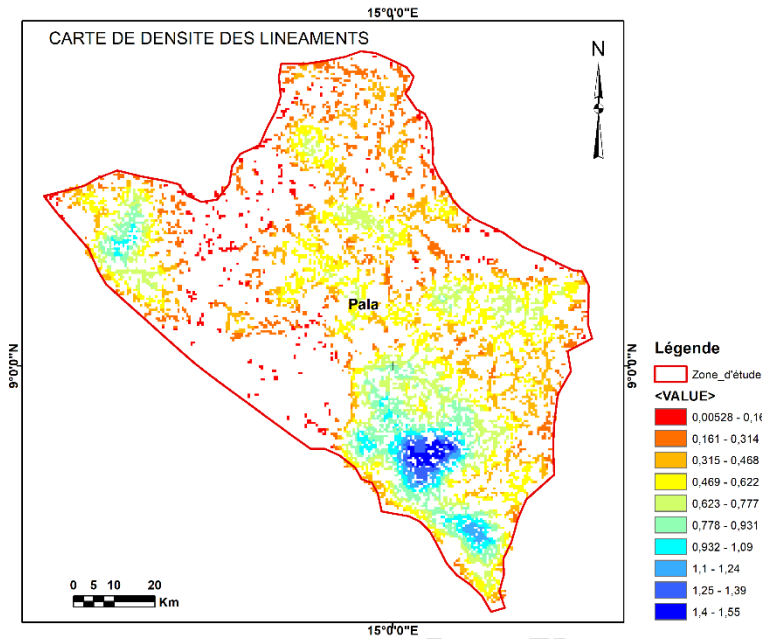 15°0'0"E
CARTE DE DENSITE DES LINEAMENTS
N
Pala
9°0'0"N
9°0'0"N
Légende
Zone_d'étude
<VALUE>
0,00528 - 0,16
0,161 - 0,314
0,315 - 0,468
0,469 - 0,622
0,623 - 0,777
0,778 - 0,931
0,932 - 1,09
1,1 - 1,24
1,25 - 1,39
1,4 - 1,55
0 5 10 20
Km
15°0'0"E